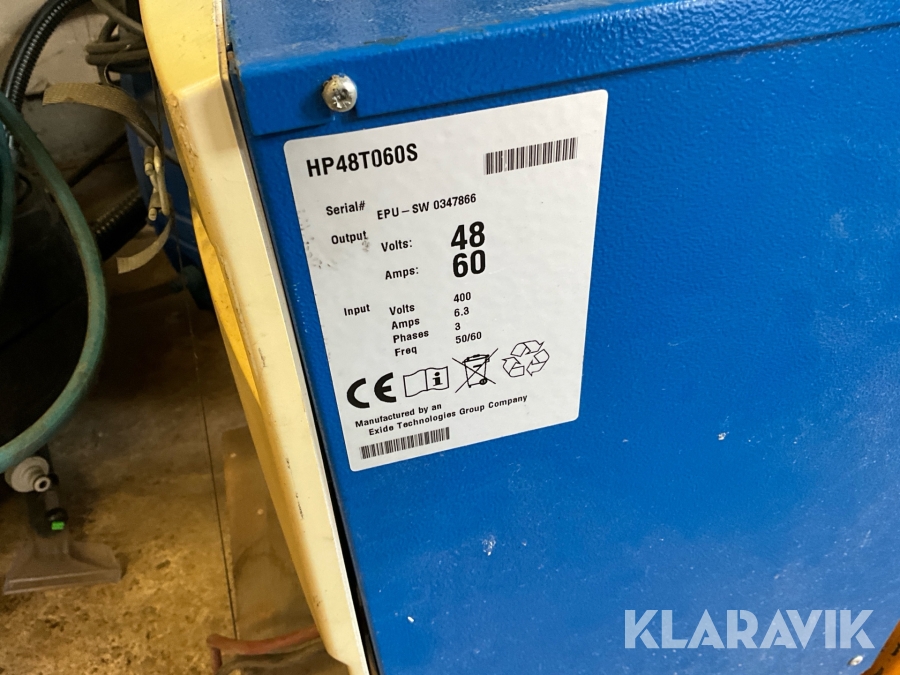 HP48T060S
Serial# EPU-SW 0347866
Output Volts: 48
Amps: 60
Input Volts 400
Amps 6.3
Phases 3
Freq 50/60
CE
Manufactured by an
Exide Technologies Group Company
KLARAVIK